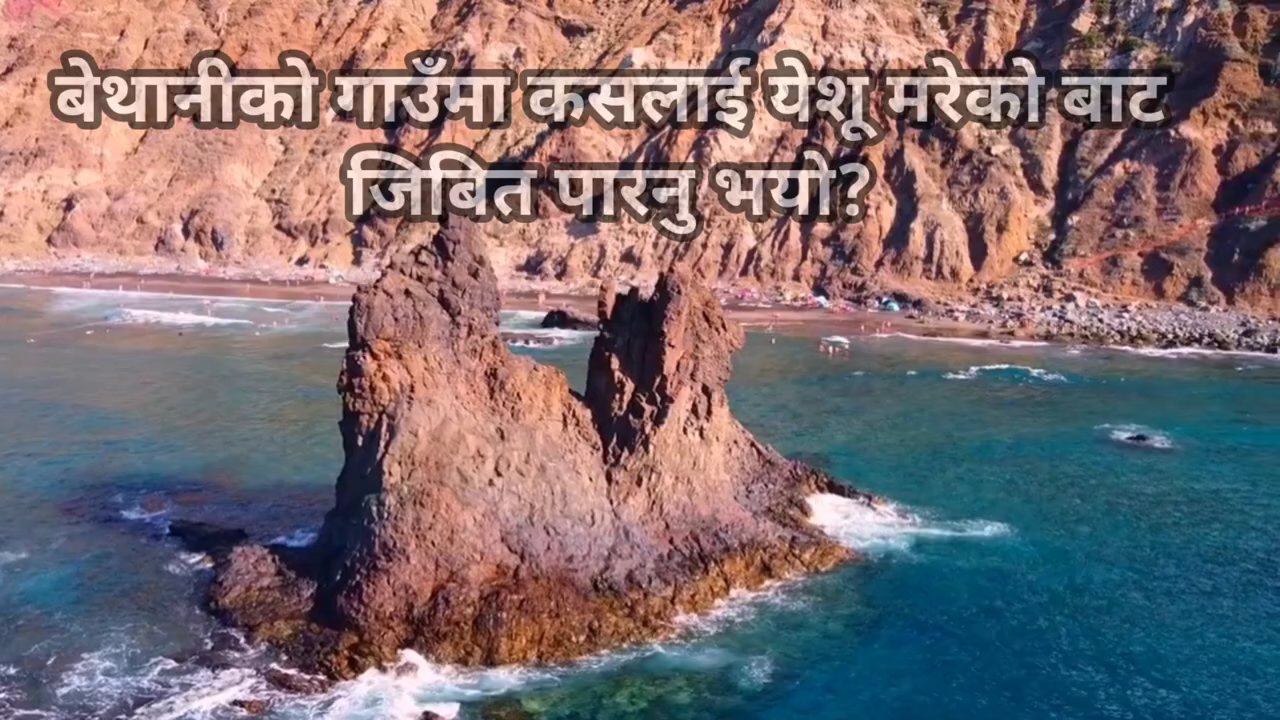 बेथानीको गाउँमा कसलाई येशू मरेको बाट
जिबित पारनु भयो?